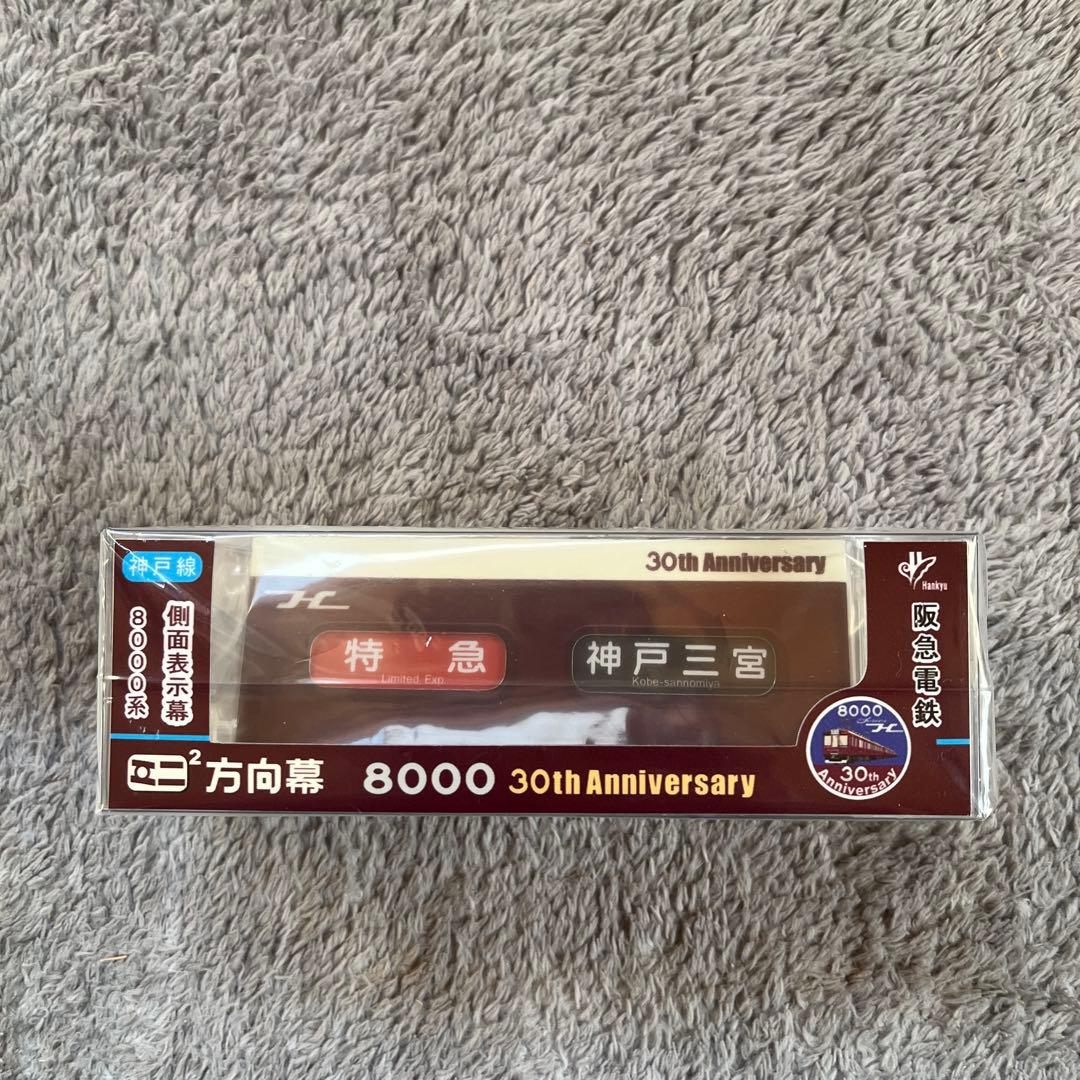 神戸線
側面表示幕
8000系
30th Anniversary
特急
Limited Exp.
神戸三宮
Kobe-sannomiya
Hankyu
阪急電鉄
8000
30th
Anniversary
2
方向幕
8000 30th Anniversary